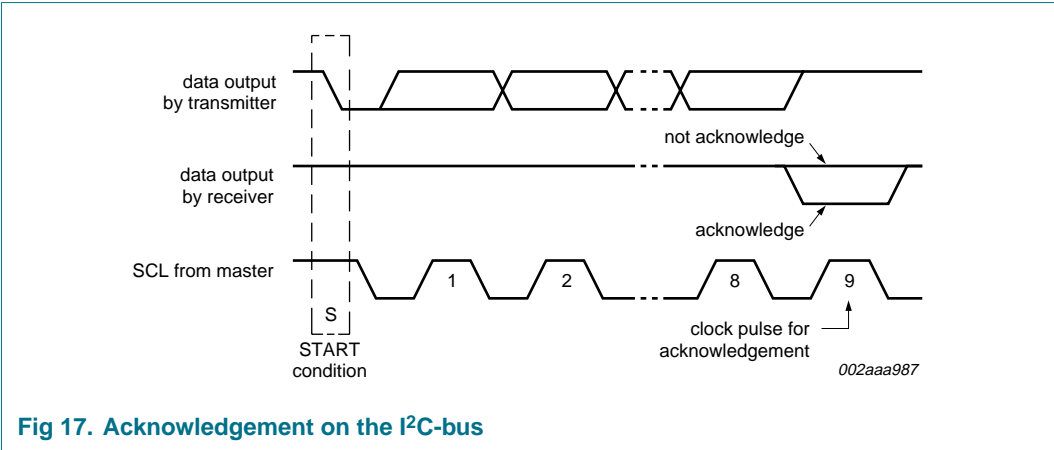 data output
by transmitter
not acknowledge
data output
by receiver
acknowledge
SCL from master
1
2
8
9
S
START
condition
clock pulse for
acknowledgement
002aaa987
Fig 17. Acknowledgement on the I²C-bus